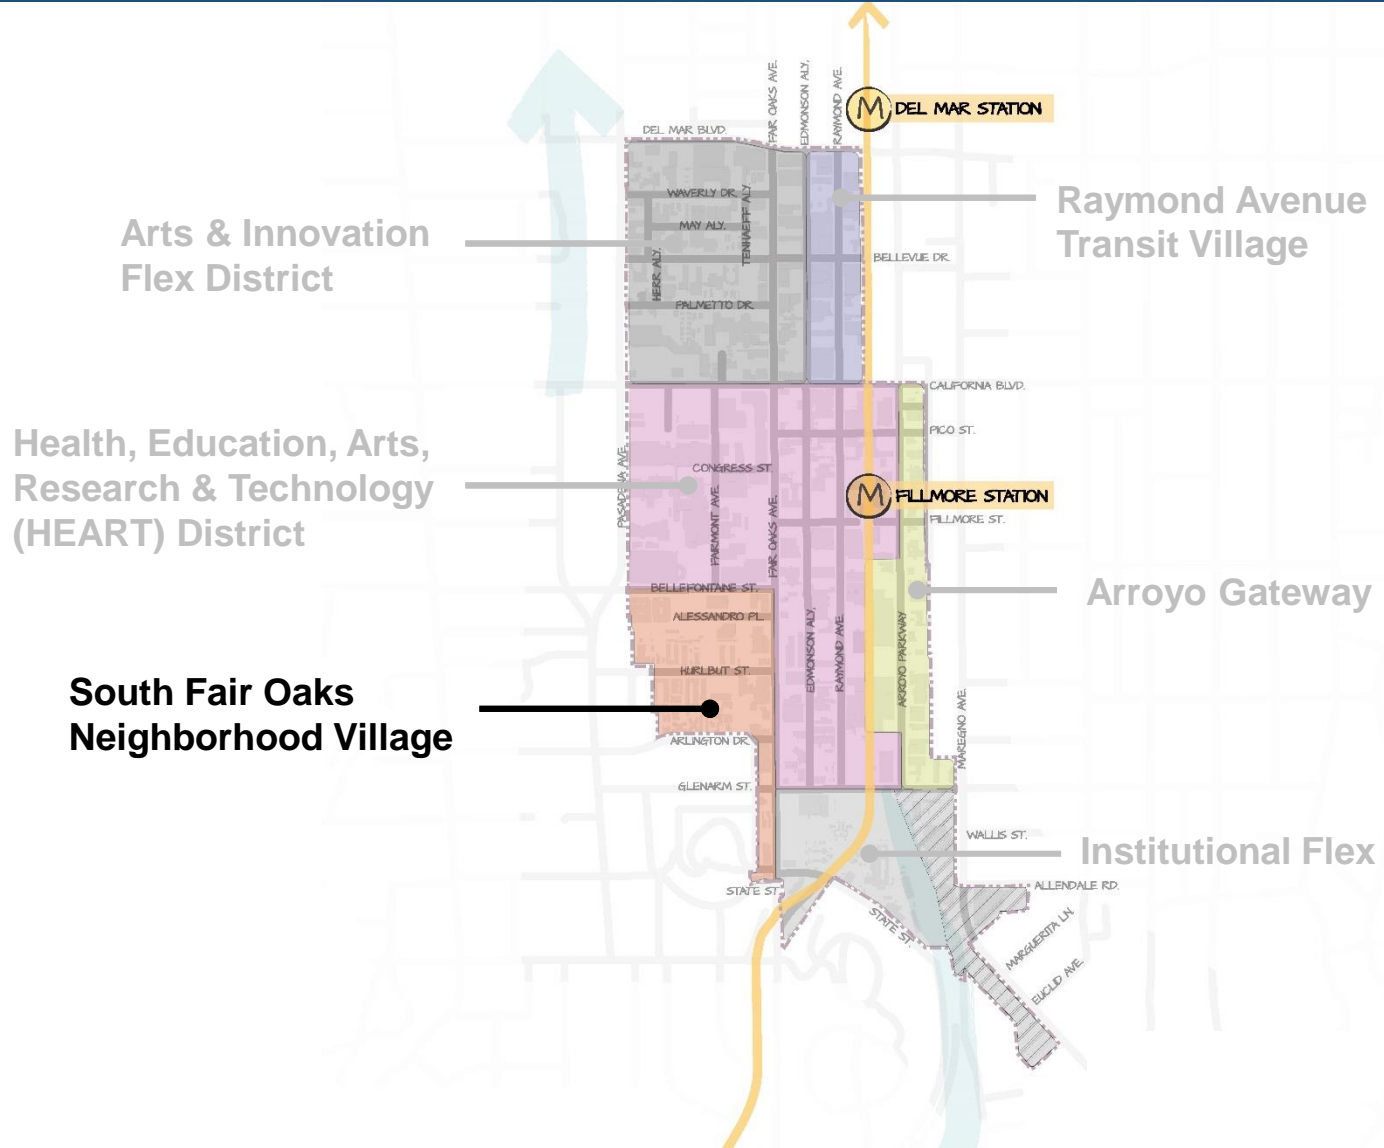 FAIR OAKS AVE.
EDMONSON ALY.
RAYMOND AVE.
DEL MAR STATION
M
DEL MAR BLVD.
WAVERLY DR.
TENHAEFF ALY
MAY ALY.
Raymond Avenue
Transit Village
Arts & Innovation
Flex District
BELLEVUE DR.
HERR ALY.
PALMETTO DR.
CALIFORNIA BLVD.
PICO ST.
Health, Education, Arts,
Research & Technology
(HEART) District
PASADENA AVE.
CONGRESS ST.
FAIRMONT AVE.
FAIR OAKS AVE.
M
FILLMORE STATION
FILLMORE ST.
BELLEFONTAINE ST.
ALESSANDRO PL.
Arroyo Gateway
EDMONSON ALY.
RAYMOND AVE.
ARROYO PARKWAY
HURLBUT ST.
South Fair Oaks
Neighborhood Village
MARENGO AVE.
ARLINGTON DR.
GLENARM ST.
WALLIS ST.
Institutional Flex
STATE ST.
ALLENDALE RD.
STATE ST.
MARGUERITA LN.
EUCLID AVE.